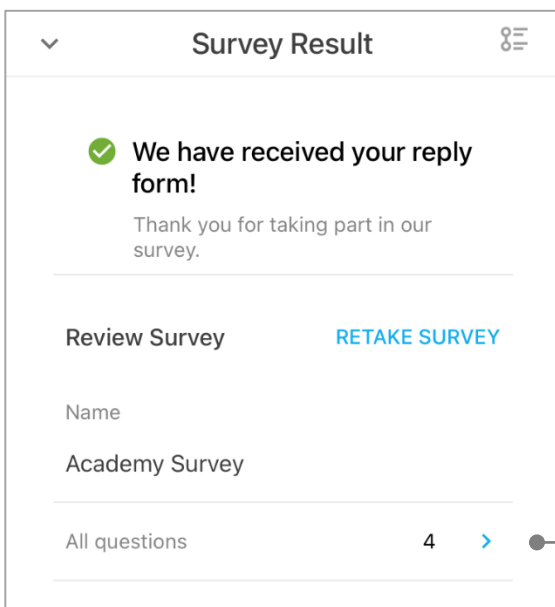 Survey Result
We have received your reply
form!
Thank you for taking part in our
survey.
Review Survey RETAKE SURVEY
Name
Academy Survey
All questions 4